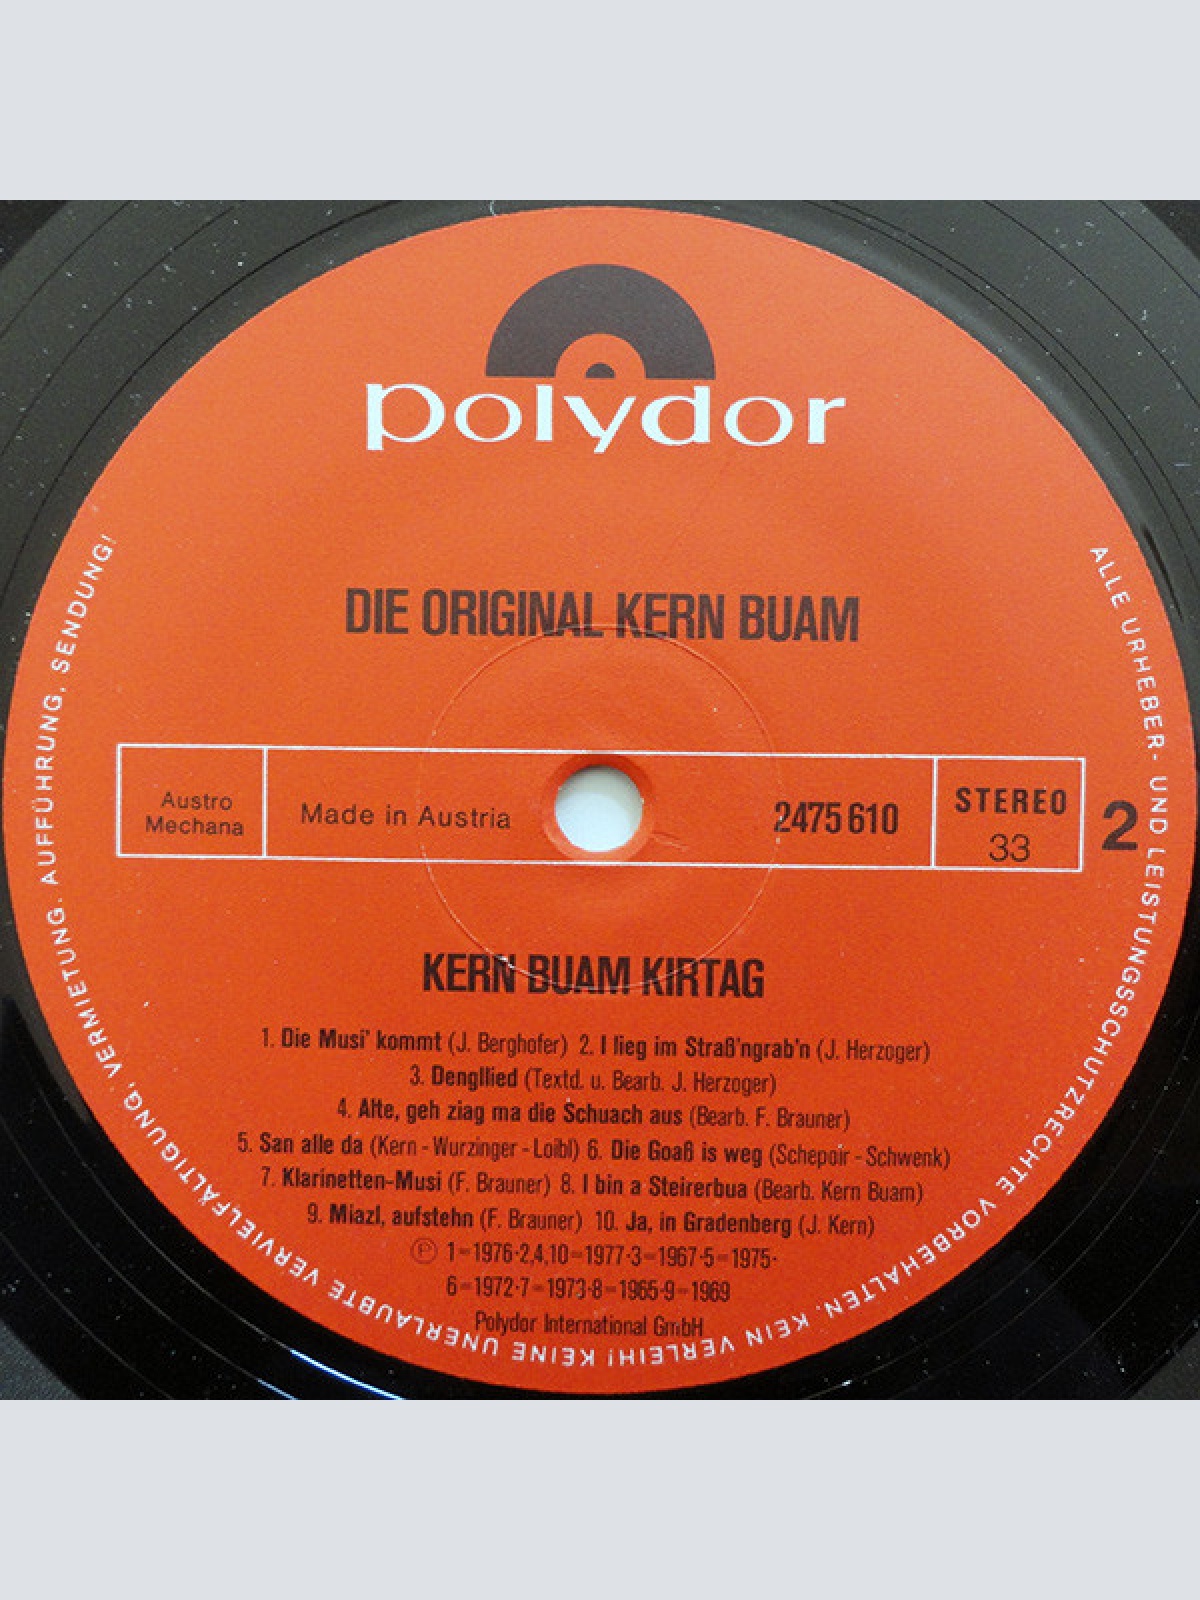 polydor
DIE ORIGINAL KERN BUAM
Austro
Mechana
Made in Austria
2475 610
STEREO
33
2
KERN BUAM KIRTAG
1. Die Musi' kommt (J. Berghofer) 2. I lieg im Straß'ngrab'n (J. Herzoger)
3. Dengllied (Textd. u. Bearb. J. Herzoger)
4. Alte, geh ziag ma die Schuach aus (Bearb. F. Brauner)
5. San alle da (Kern - Wurzinger - Loibl) 6. Die Goaß is weg (Schepoir - Schwenk)
7. Klarinetten-Musi (F. Brauner) 8. I bin a Steirerbua (Bearb. Kern Buam)
9. Miazl, aufstehn (F. Brauner) 10. Ja, in Gradenberg (J. Kern)
Ⓟ 1=1976·2,4,10=1977·3=1967·5=1975·
6=1972·7=1973·8=1965·9=1969
Polydor International GmbH
ALLE URHEBER- UND LEISTUNGSSCHUTZRECHTE VORBEHALTEN. KEIN VERLEIH! KEINE UNERLAUBTE VERVIELFÄLTIGUNG, VERMIETUNG. AUFFÜHRUNG, SENDUNG!